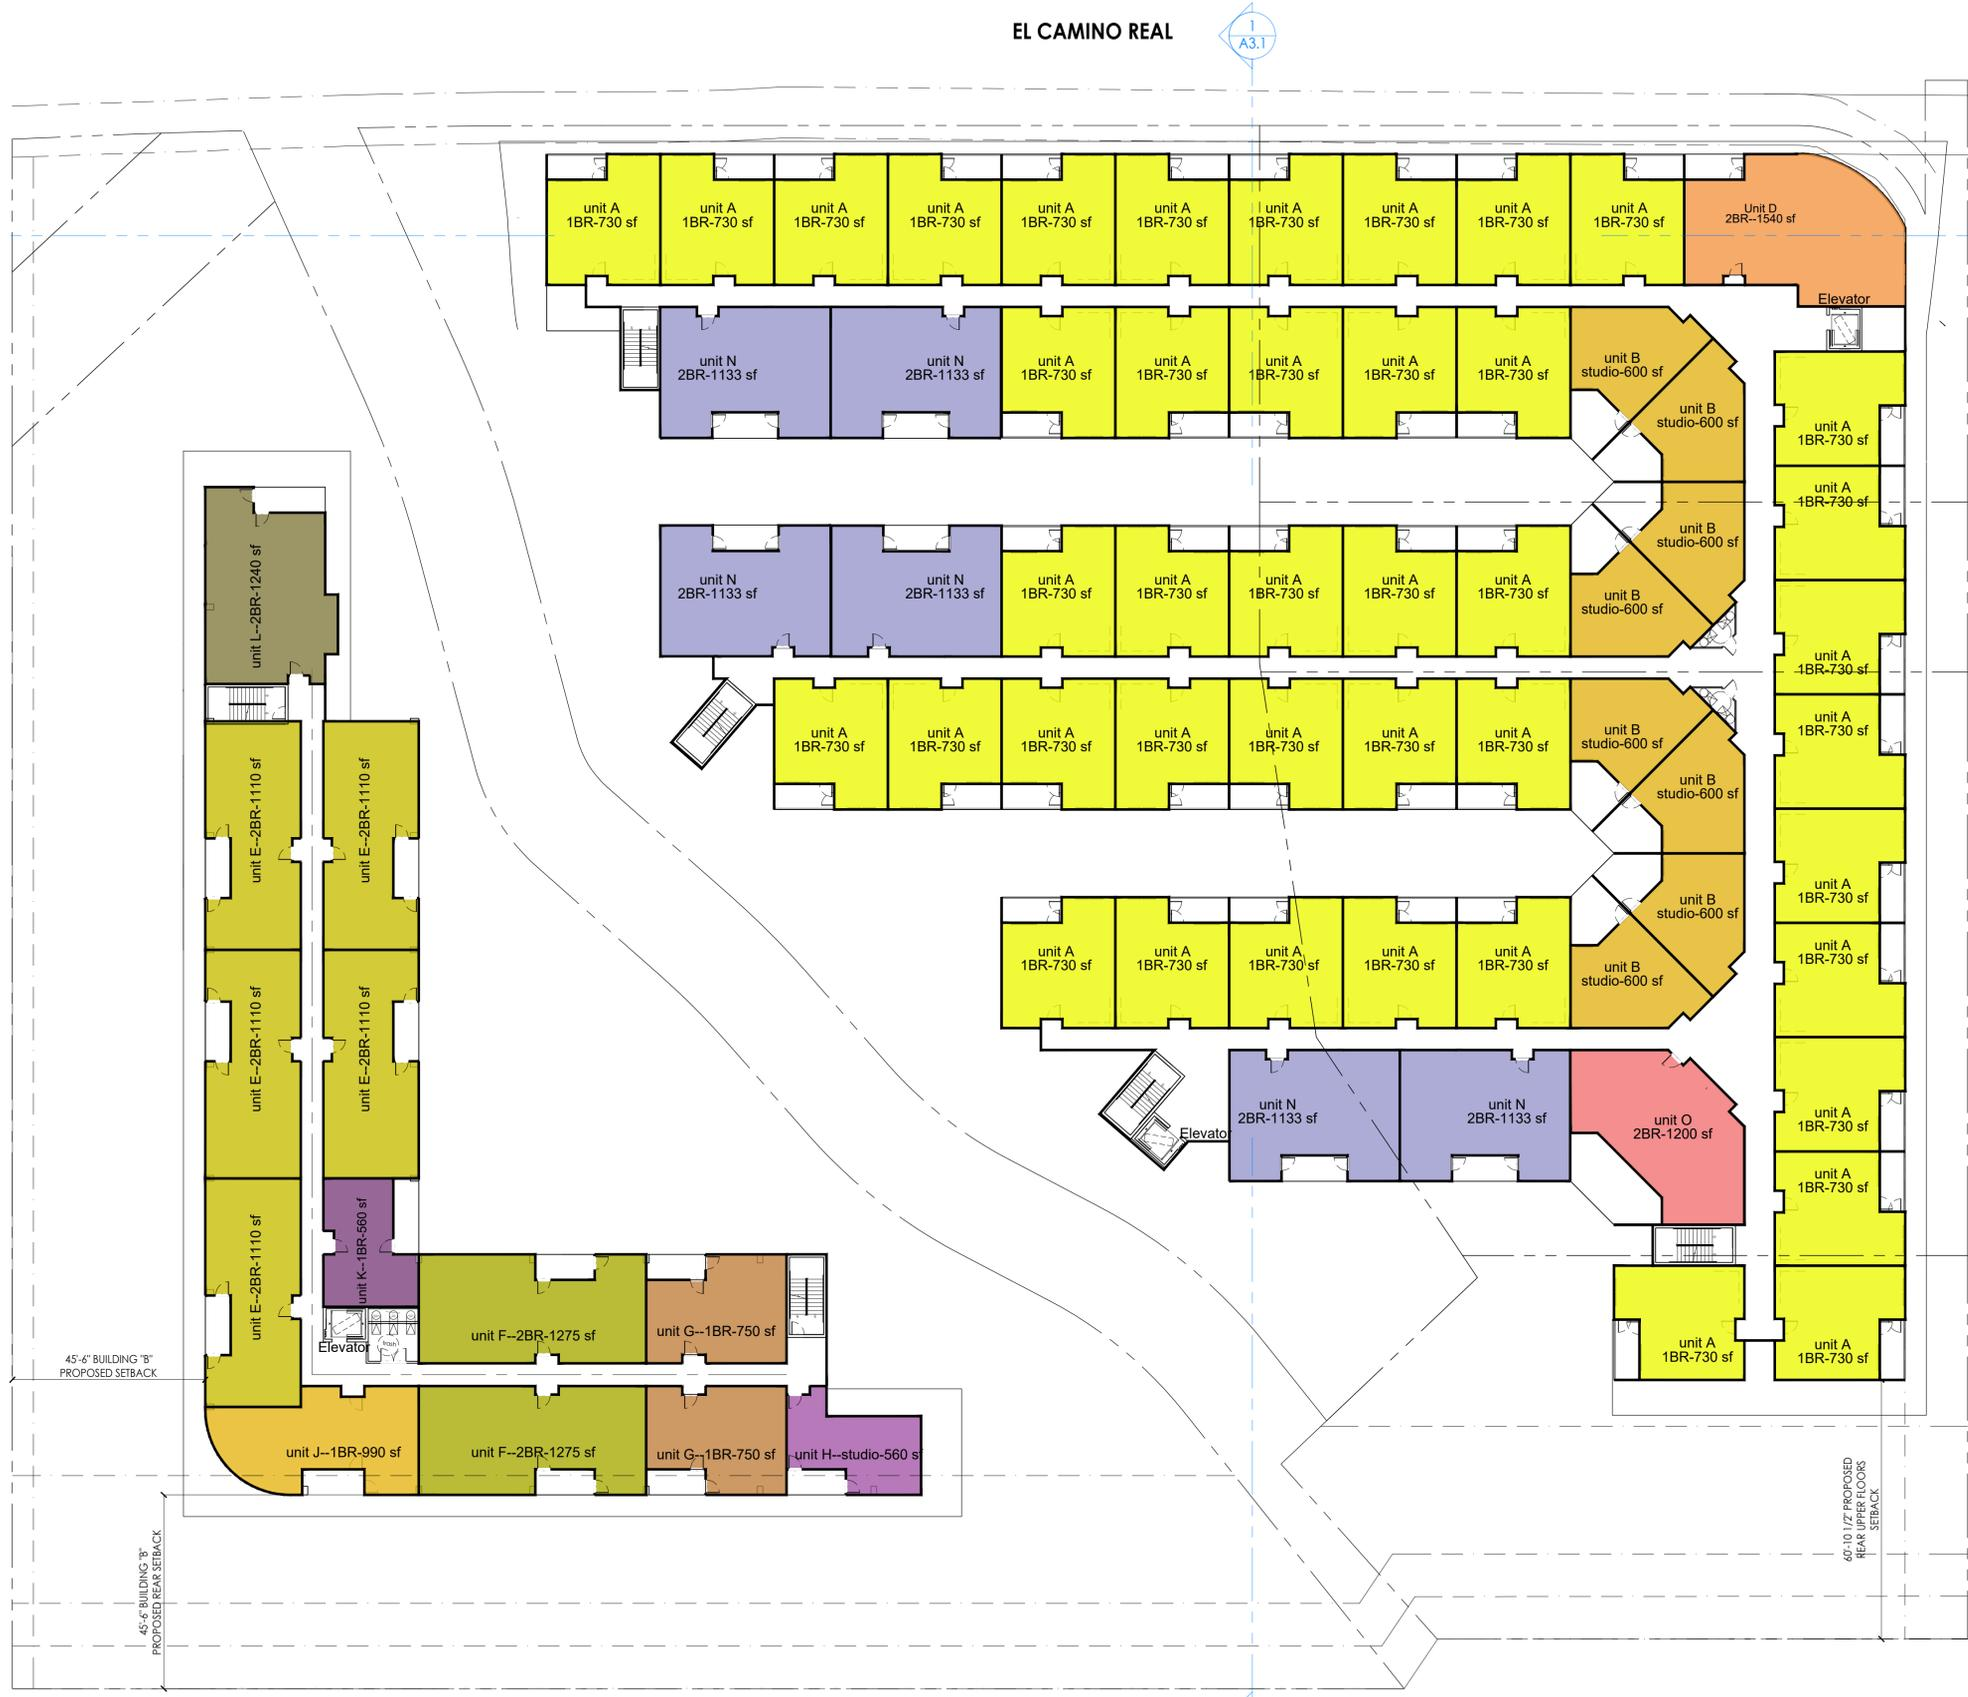 EL CAMINO REAL
1
A3.1
unit A
1BR-730 sf
unit A
1BR-730 sf
unit A
1BR-730 sf
unit A
1BR-730 sf
unit A
1BR-730 sf
unit A
1BR-730 sf
unit A
1BR-730 sf
unit A
1BR-730 sf
unit A
1BR-730 sf
unit A
1BR-730 sf
Unit D
2BR--1540 sf
Elevator
unit N
2BR-1133 sf
unit N
2BR-1133 sf
unit A
1BR-730 sf
unit A
1BR-730 sf
unit A
1BR-730 sf
unit A
1BR-730 sf
unit A
1BR-730 sf
unit B
studio-600 sf
unit B
studio-600 sf
unit A
1BR-730 sf
unit A
1BR-730 sf
unit B
studio-600 sf
unit N
2BR-1133 sf
unit N
2BR-1133 sf
unit A
1BR-730 sf
unit A
1BR-730 sf
unit A
1BR-730 sf
unit A
1BR-730 sf
unit A
1BR-730 sf
unit B
studio-600 sf
unit A
1BR-730 sf
unit L--2BR-1240 sf
unit A
1BR-730 sf
unit A
1BR-730 sf
unit A
1BR-730 sf
unit A
1BR-730 sf
unit A
1BR-730 sf
unit A
1BR-730 sf
unit A
1BR-730 sf
unit B
studio-600 sf
unit B
studio-600 sf
unit A
1BR-730 sf
unit E--2BR-1110 sf
unit E--2BR-1110 sf
unit B
studio-600 sf
unit A
1BR-730 sf
unit A
1BR-730 sf
unit A
1BR-730 sf
unit A
1BR-730 sf
unit A
1BR-730 sf
unit A
1BR-730 sf
unit B
studio-600 sf
unit A
1BR-730 sf
unit E--2BR-1110 sf
unit E--2BR-1110 sf
unit N
2BR-1133 sf
unit N
2BR-1133 sf
unit O
2BR-1200 sf
unit A
1BR-730 sf
Elevator
unit A
1BR-730 sf
unit E--2BR-1110 sf
unit K--1BR-560 sf
unit F--2BR-1275 sf
unit G--1BR-750 sf
Elevator
unit A
1BR-730 sf
unit A
1BR-730 sf
45'-6" BUILDING "B"
PROPOSED SETBACK
unit J--1BR-990 sf
unit F--2BR-1275 sf
unit G--1BR-750 sf
unit H--studio-560 sf
45'-6" BUILDING "B"
PROPOSED REAR SETBACK
60'-10 1/2" PROPOSED
REAR UPPER FLOORS
SETBACK